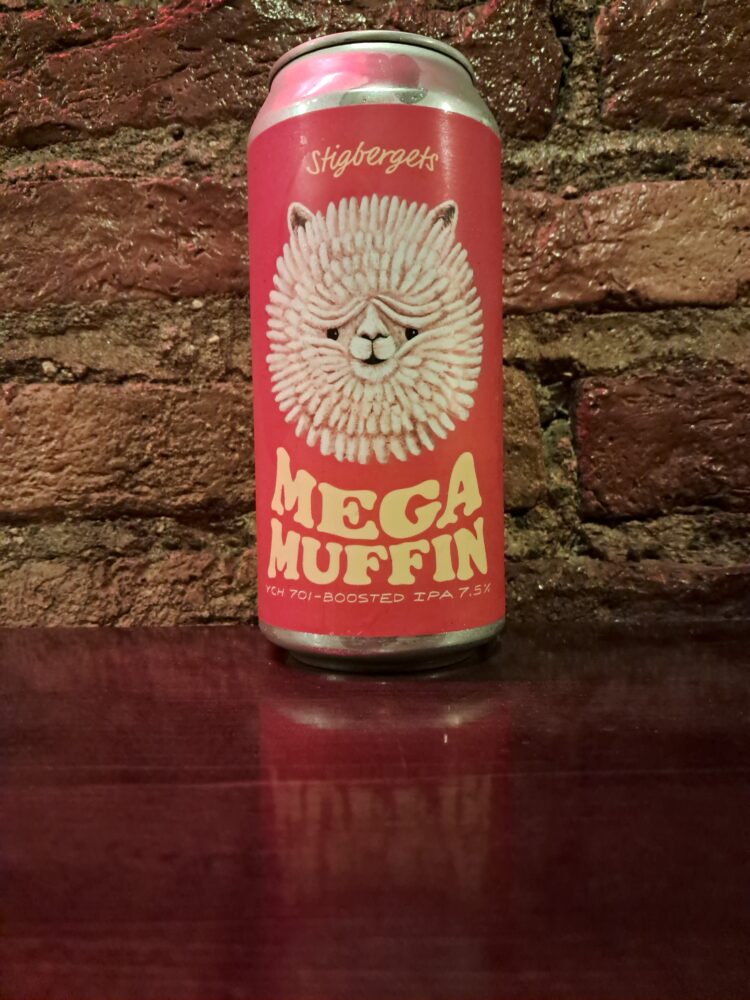 Stigbergets
MEGA
MUFFIN
YCH 701-BOOSTED IPA 7.5%